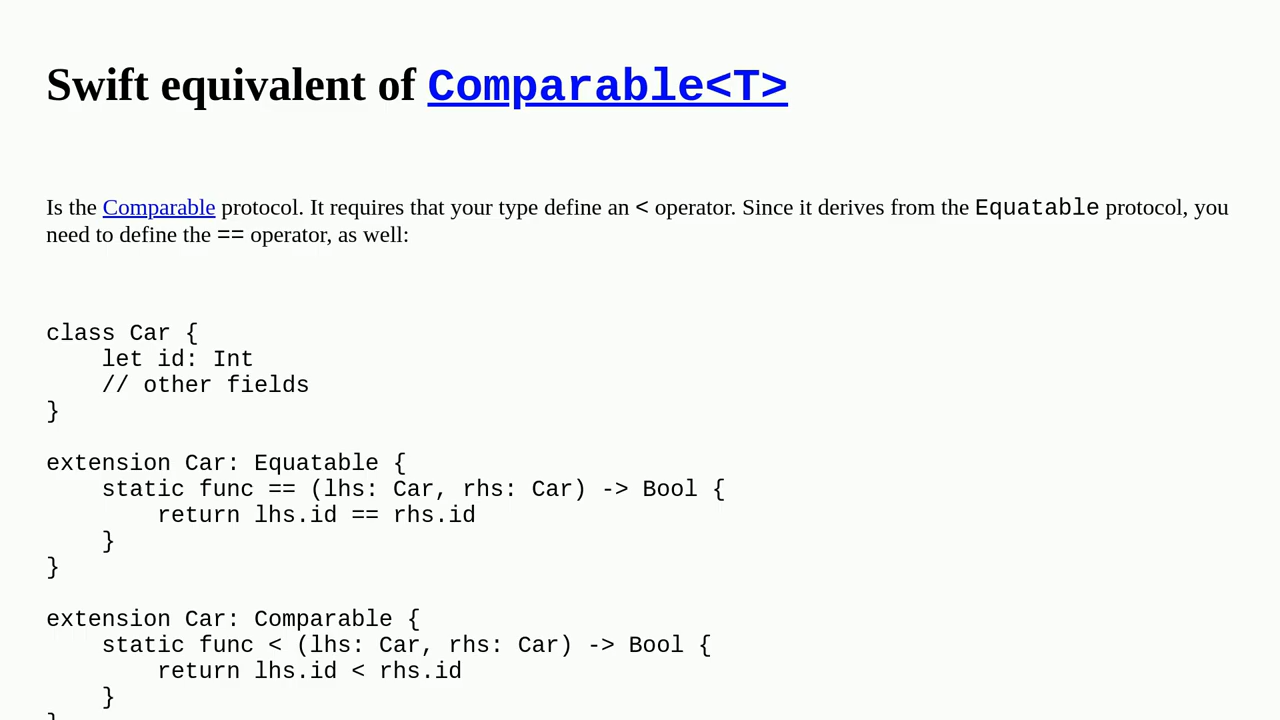 Swift equivalent of Comparable<T>
Is the Comparable protocol. It requires that your type define an < operator. Since it derives from the Equatable protocol, you
need to define the == operator, as well:
class Car {
    let id: Int
    // other fields
}
extension Car: Equatable {
    static func == (lhs: Car, rhs: Car) -> Bool {
        return lhs.id == rhs.id
    }
}
extension Car: Comparable {
    static func < (lhs: Car, rhs: Car) -> Bool {
        return lhs.id < rhs.id
    }
}